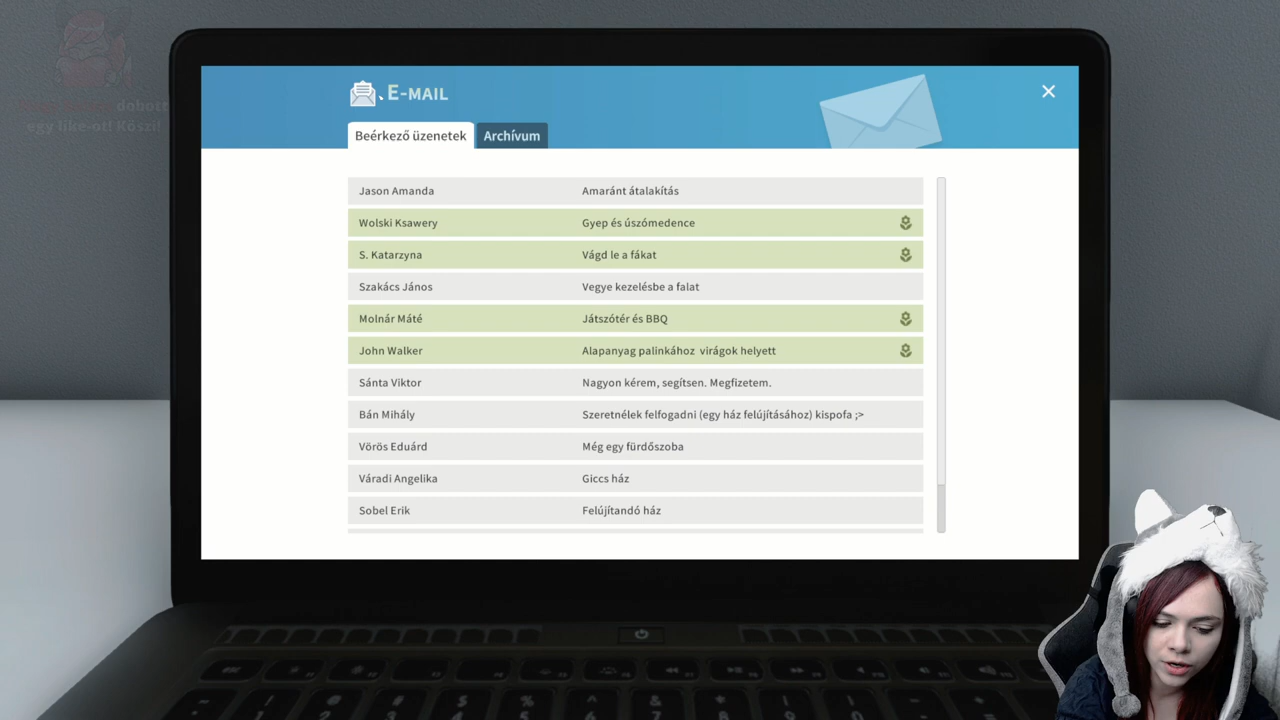 dobott
egy like-ot! Köszi!
E-MAIL
Beérkező üzenetek
Archívum
Jason Amanda Amaránt átalakítás
Wolski Ksawery Gyep és úszómedence
S. Katarzyna Vágd le a fákat
Szakács János Vegye kezelésbe a falat
Molnár Máté Játszótér és BBQ
John Walker Alapanyag palinkához virágok helyett
Sánta Viktor Nagyon kérem, segítsen. Megfizetem.
Bán Mihály Szeretnélek felfogadni (egy ház felújításához) kispofa ;>
Vörös Eduárd Még egy fürdőszoba
Váradi Angelika Giccs ház
Sobel Erik Felújítandó ház